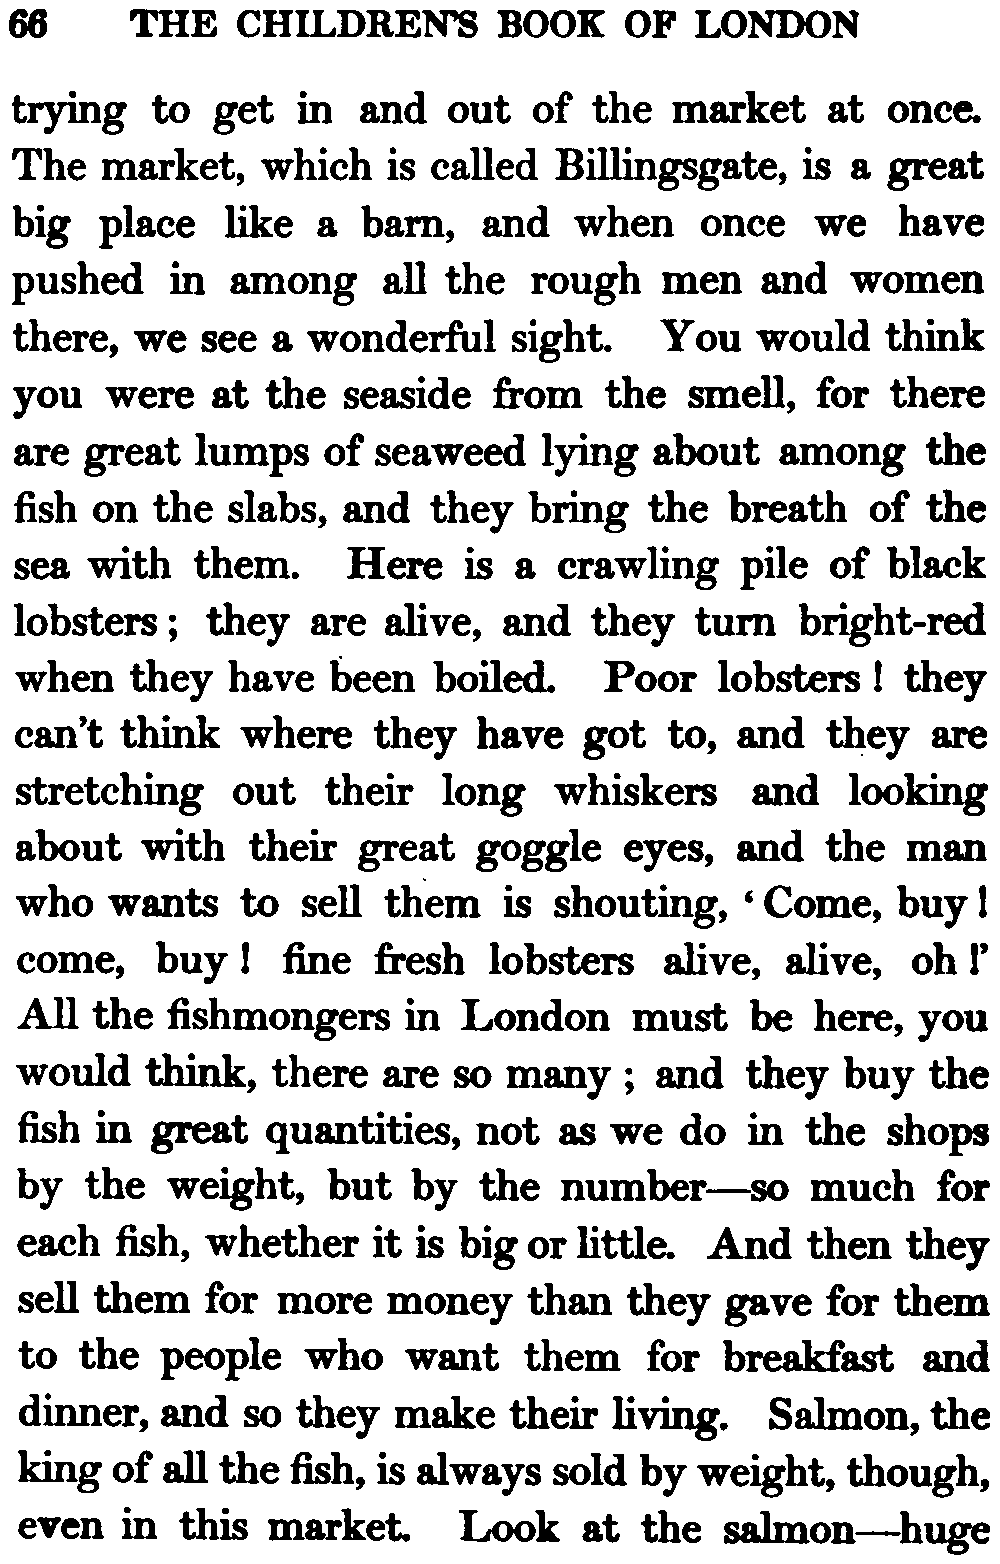 66 THE CHILDREN'S BOOK OF LONDON
trying to get in and out of the market at once.
The market, which is called Billingsgate, is a great
big place like a barn, and when once we have
pushed in among all the rough men and women
there, we see a wonderful sight. You would think
you were at the seaside from the smell, for there
are great lumps of seaweed lying about among the
fish on the slabs, and they bring the breath of the
sea with them. Here is a crawling pile of black
lobsters; they are alive, and they turn bright-red
when they have been boiled. Poor lobsters! they
can't think where they have got to, and they are
stretching out their long whiskers and looking
about with their great goggle eyes, and the man
who wants to sell them is shouting, ‘Come, buy!
come, buy! fine fresh lobsters alive, alive, oh!’
All the fishmongers in London must be here, you
would think, there are so many; and they buy the
fish in great quantities, not as we do in the shops
by the weight, but by the number—so much for
each fish, whether it is big or little. And then they
sell them for more money than they gave for them
to the people who want them for breakfast and
dinner, and so they make their living. Salmon, the
king of all the fish, is always sold by weight, though,
even in this market. Look at the salmon—huge